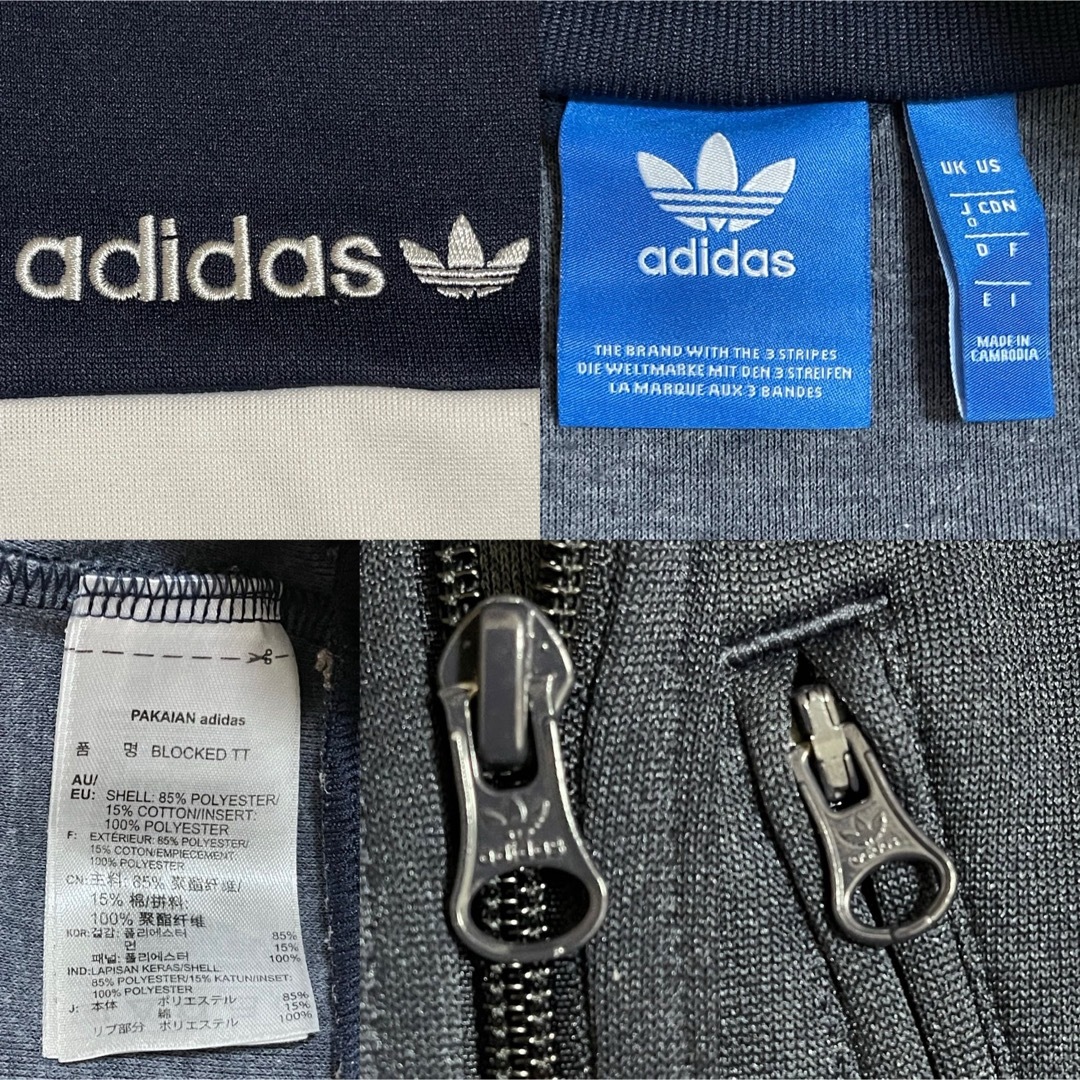 adidas
adidas
THE BRAND WITH THE 3 STRIPES
DIE WELTMARKE MIT DEN 3 STREIFEN
LA MARQUE AUX 3 BANDES
UK US
J CDN
O
D F
E I
MADE IN
CAMBODIA
PAKAIAN adidas
품 명 BLOCKED TT
AU/
EU: SHELL: 85% POLYESTER/
15% COTTON/INSERT:
100% POLYESTER
F: EXTÉRIEUR: 85% POLYESTER/
15% COTON/EMPIECEMENT
100% POLYESTER
CN: 主料: 85% 聚酯纤维/
15% 棉/拼料:
100% 聚酯纤维
KOR: 겉감: 폴리에스터 85%
면 15%
패널: 폴리에스터 100%
IND: LAPISAN KERAS/SHELL:
85% POLYESTER/15% KATUN/INSET:
100% POLYESTER
J: 本体 ポリエステル 85%
綿 15%
リブ部分 ポリエステル 100%
adidas